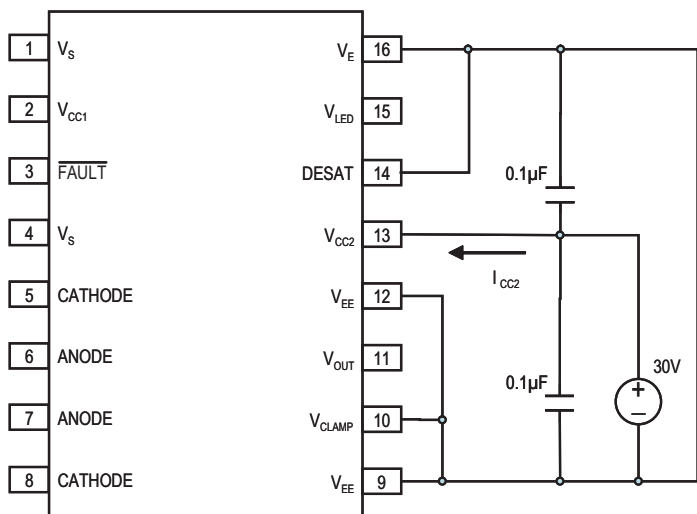 1 V_S
2 V_CC1
3 FAULT
4 V_S
5 CATHODE
6 ANODE
7 ANODE
8 CATHODE
V_E 16
V_LED 15
DESAT 14
V_CC2 13
V_EE 12
V_OUT 11
V_CLAMP 10
V_EE 9
0.1µF
I_CC2
0.1µF
30V
+
—